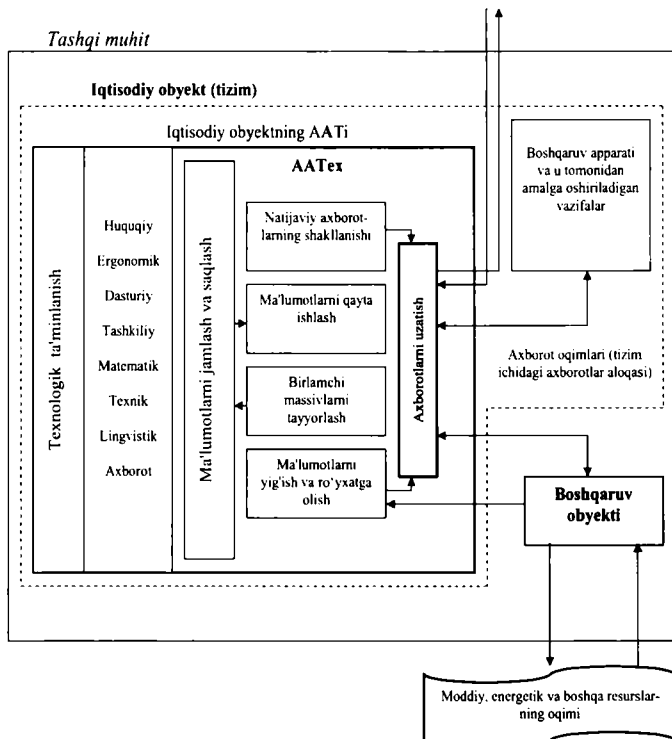 Tashqi muhit
Iqtisodiy obyekt (tizim)
Iqtisodiy obyektning AATi
AATex
Texnologik ta'minlanish
Huquqiy
Ergonomik
Dasturiy
Tashkiliy
Matematik
Texnik
Lingvistik
Axborot
Ma'lumotlarni jamlash va saqlash
Natijaviy axborot-
larning shakllanishi
Ma'lumotlarni qayta
ishlash
Birlamchi
massivlarni
tayyorlash
Ma'lumotlarni
yig'ish va ro'yxatga
olish
Axborotlarni uzatish
Boshqaruv apparati
va u tomonidan
amalga oshiriladigan
vazifalar
Axborot oqimlari (tizim
ichidagi axborotlar aloqasi)
Boshqaruv
obyekti
Moddiy, energetik va boshqa resurslar-
ning oqimi